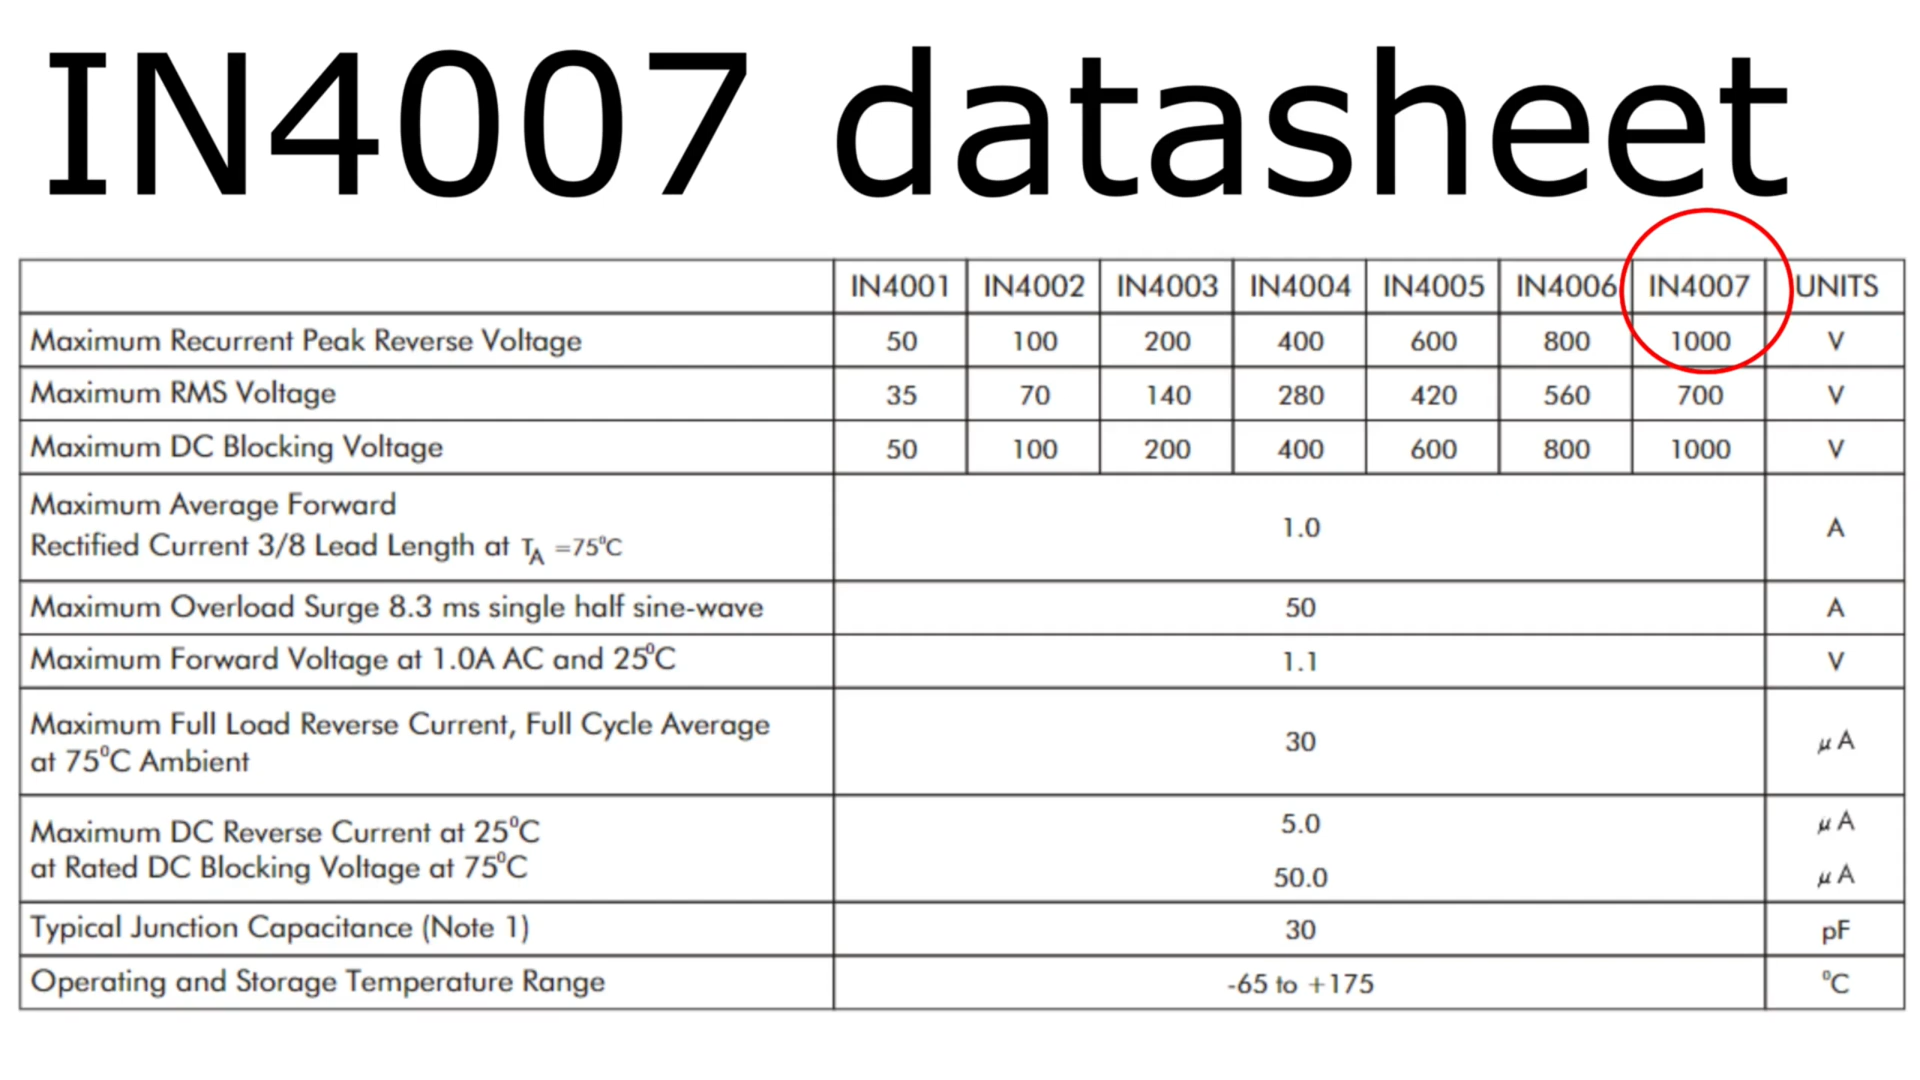 IN4007 datasheet
IN4001 IN4002 IN4003 IN4004 IN4005 IN4006 IN4007 UNITS
Maximum Recurrent Peak Reverse Voltage 50 100 200 400 600 800 1000 V
Maximum RMS Voltage 35 70 140 280 420 560 700 V
Maximum DC Blocking Voltage 50 100 200 400 600 800 1000 V
Maximum Average Forward
Rectified Current 3/8 Lead Length at TA =75⁰C 1.0 A
Maximum Overload Surge 8.3 ms single half sine-wave 50 A
Maximum Forward Voltage at 1.0A AC and 25⁰C 1.1 V
Maximum Full Load Reverse Current, Full Cycle Average
at 75⁰C Ambient 30 μA
Maximum DC Reverse Current at 25⁰C 5.0 μA
at Rated DC Blocking Voltage at 75⁰C 50.0 μA
Typical Junction Capacitance (Note 1) 30 pF
Operating and Storage Temperature Range -65 to +175 ⁰C